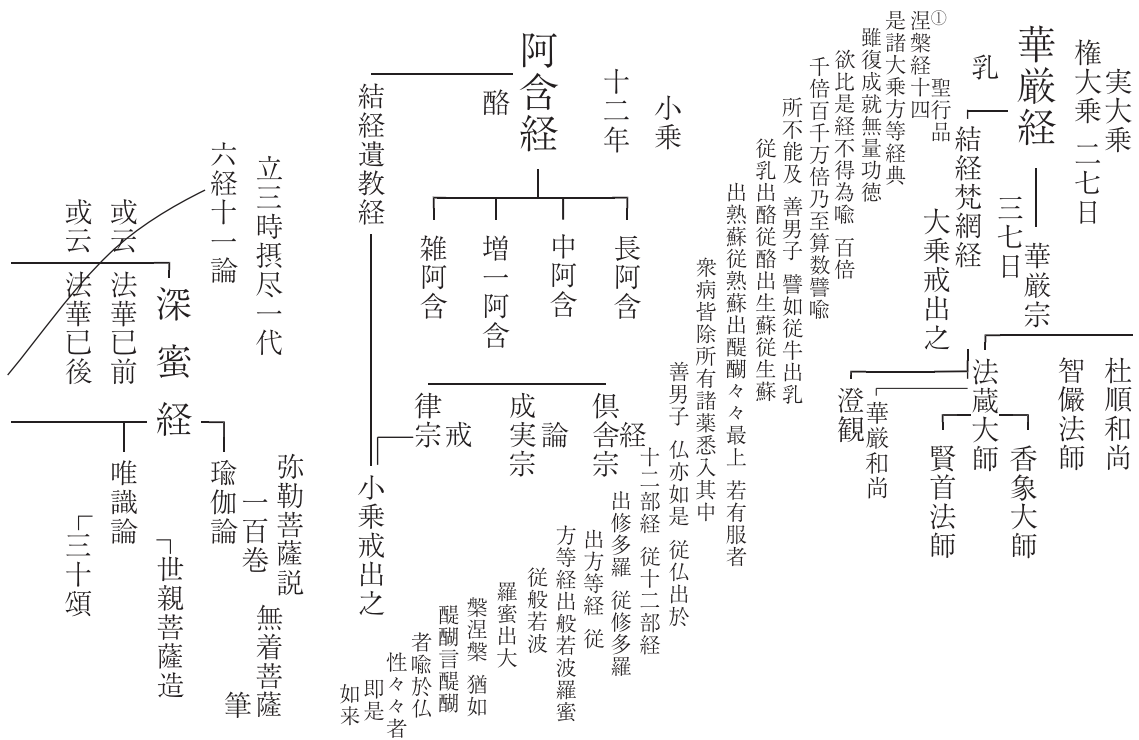 実大乗
権大乗 二七日
華厳経
乳
三七日
華厳宗
杜順和尚
智儼法師
法蔵大師
香象大師
賢首法師
華厳和尚
澄観
結経梵網経
大乗戒出之
①
涅槃経十四
聖行品
是諸大乗方等経典
雖復成就無量功徳
欲比是経不得為喩 百倍
千倍百千万倍乃至算数譬喩
所不能及 善男子 譬如従牛出乳
従乳出酪従酪出生蘇従生蘇
出熟蘇従熟蘇出醍醐々々最上 若有服者
衆病皆除所有諸薬悉入其中
善男子 仏亦如是 従仏出於
十二部経 従十二部経
出修多羅 従修多羅
出方等経 従
方等経出般若波羅蜜
従般若波
羅蜜出大
槃涅槃 猶如
醍醐言醍醐
者喩於仏
性々々者
即是
如来
小乗
十二年
阿含経
酪
長阿含
中阿含
増一阿含
雑阿含
倶舎宗 経
成実宗 論
律宗 戒
結経遺教経
小乗戒出之
立三時摂尽一代
六経十一論
深蜜経
或云 法華已前
或云 法華已後
瑜伽論
弥勒菩薩説
一百巻
無着菩薩
筆
唯識論
世親菩薩造
三十頌